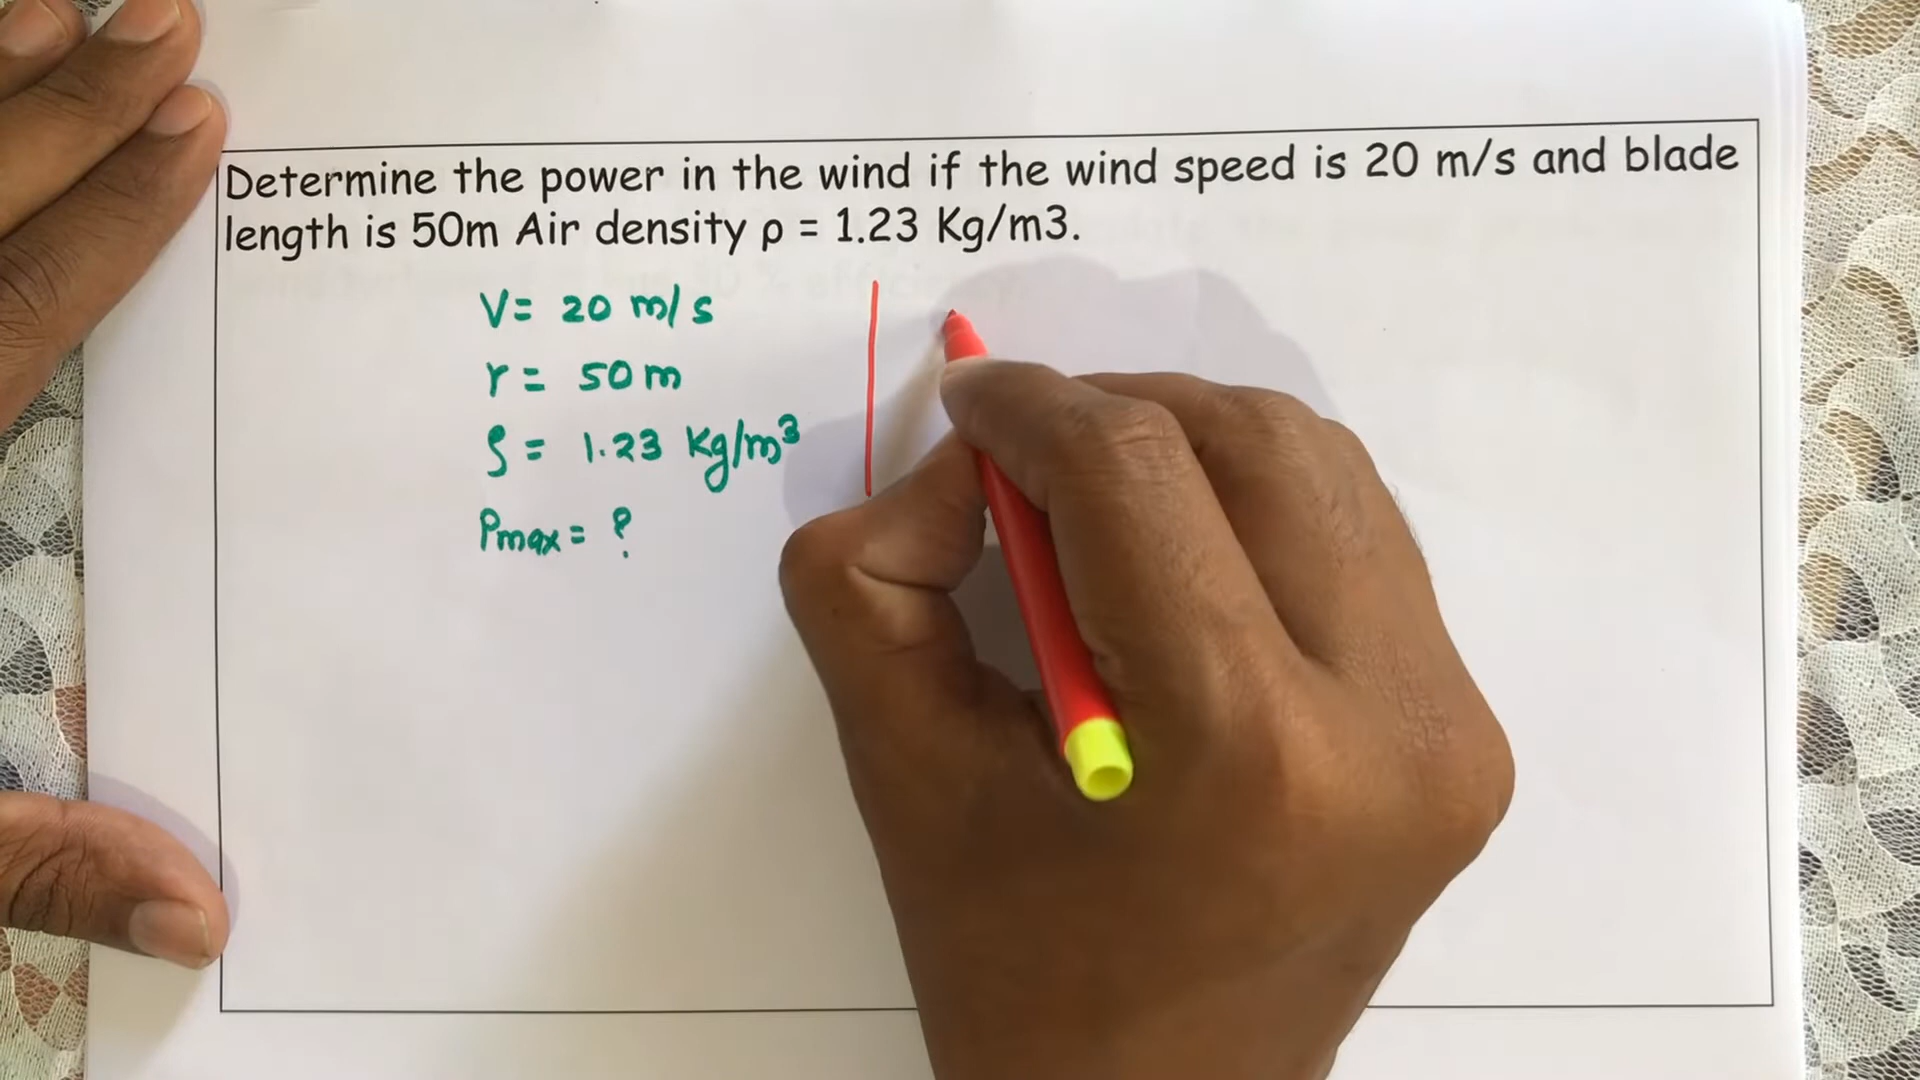 Determine the power in the wind if the wind speed is 20 m/s and blade
length is 50m Air density ρ = 1.23 Kg/m3.
V= 20 m/s
r = 50m
ρ = 1.23 Kg/m³
Pmax = ?